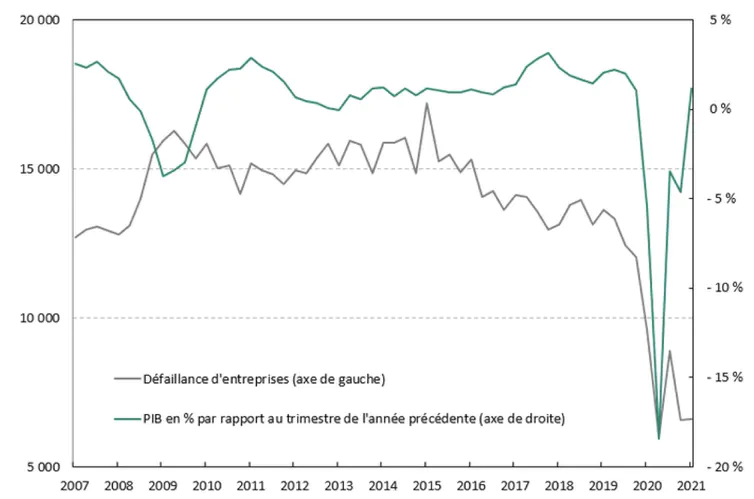 20 000
15 000
10 000
5 000
5 %
0 %
- 5 %
- 10 %
- 15 %
- 20 %
Défaillance d'entreprises (axe de gauche)
PIB en % par rapport au trimestre de l'année précédente (axe de droite)
2007 2008 2009 2010 2011 2012 2013 2014 2015 2016 2017 2018 2019 2020 2021